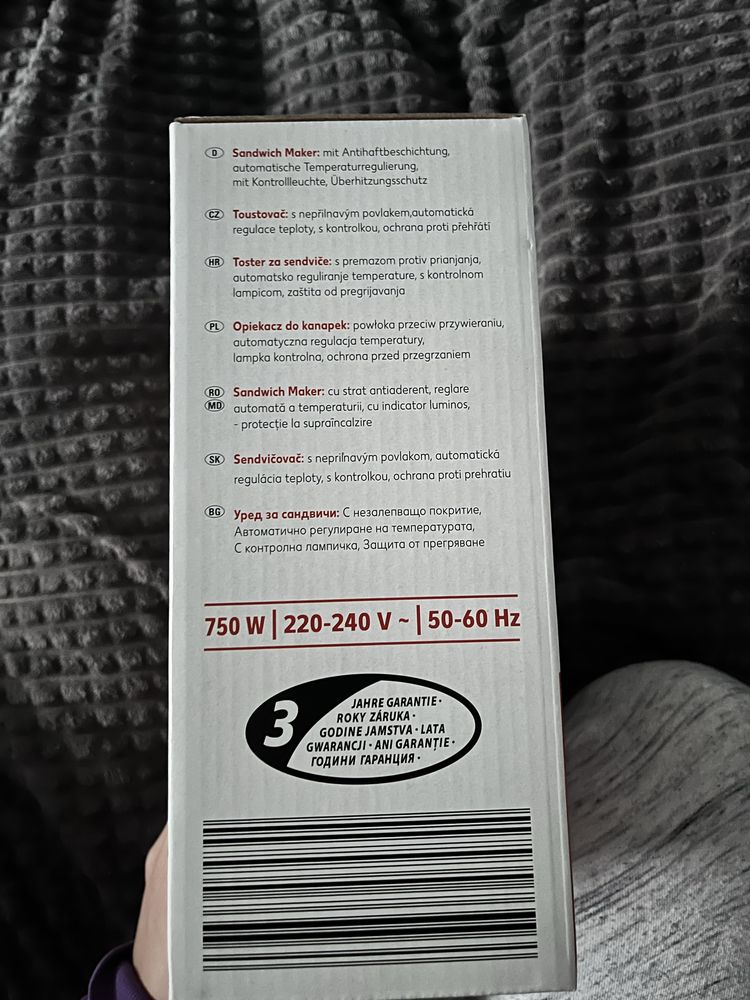 D Sandwich Maker: mit Antihaftbeschichtung,
automatische Temperaturregulierung,
mit Kontrollleuchte, Überhitzungsschutz
CZ Toustovač: s nepřilnavým povlakem,automatická
regulace teploty, s kontrolkou, ochrana proti přehřátí
HR Toster za sendviče: s premazom protiv prianjanja,
automatsko reguliranje temperature, s kontrolnom
lampicom, zaštita od pregrijavanja
PL Opiekacz do kanapek: powłoka przeciw przywieraniu,
automatyczna regulacja temperatury,
lampka kontrolna, ochrona przed przegrzaniem
RO Sandwich Maker: cu strat antiaderent, reglare
MD automată a temperaturii, cu indicator luminos,
- protecție la supraîncalzire
SK Sendvičovač: s nepriľnavým povlakom, automatická
regulácia teploty, s kontrolkou, ochrana proti prehratiu
BG Уред за сандвичи: С незалепващо покритие,
Автоматично регулиране на температурата,
С контролна лампичка, Защита от прегряване
750 W | 220-240 V ~ | 50-60 Hz
3 JAHRE GARANTIE·
ROKY ZÁRUKA·
GODINE JAMSTVA · LATA
GWARANCJI · ANI GARANȚIE·
ГОДИНИ ГАРАНЦИЯ·